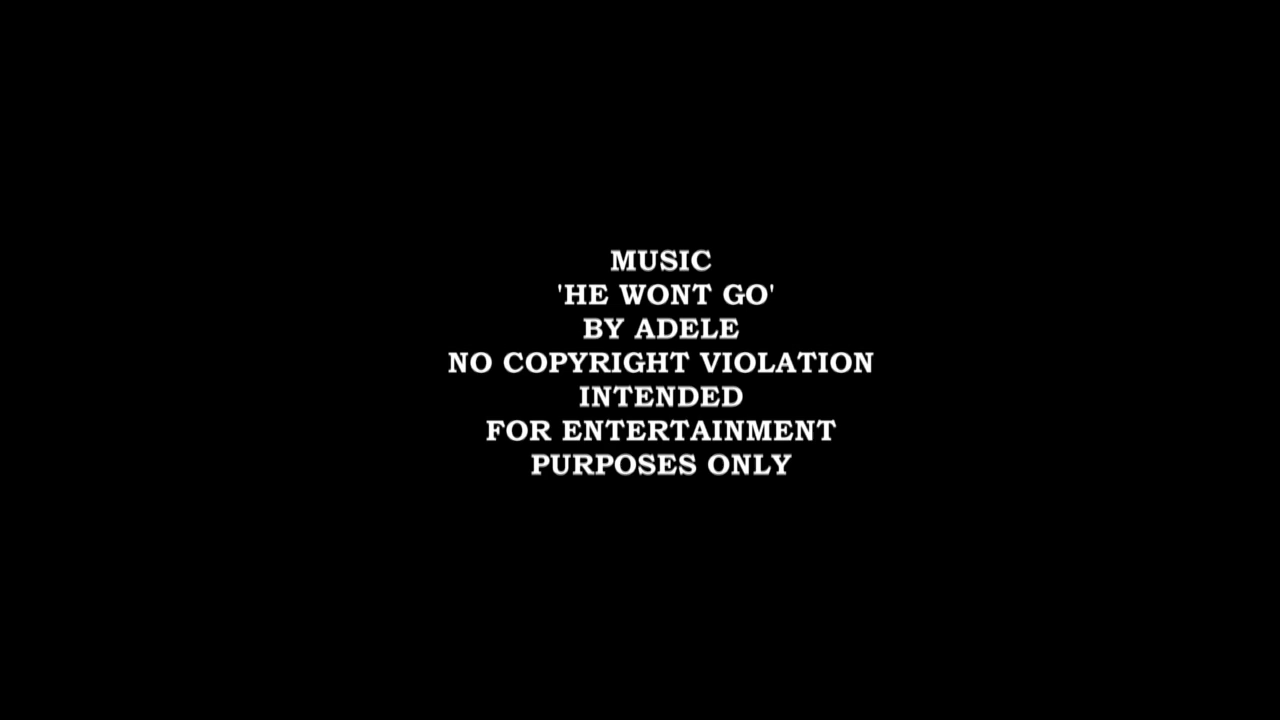 MUSIC
'HE WONT GO'
BY ADELE
NO COPYRIGHT VIOLATION
INTENDED
FOR ENTERTAINMENT
PURPOSES ONLY